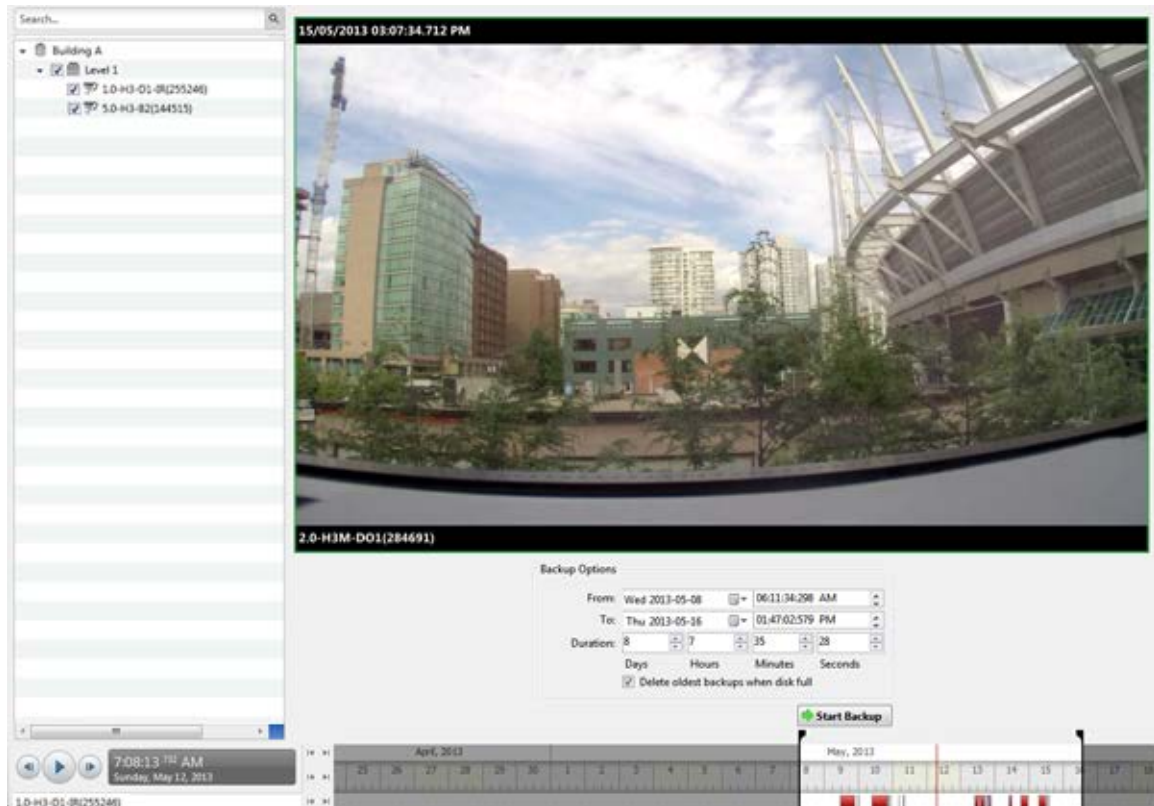 Search...
15/05/2013 03:07:34.712 PM
Building A
Level 1
1.0-H3-D1-IR(255246)
5.0-H3-B2(144515)
2.0-H3M-DO1(284691)
Backup Options
From: Wed 2013-05-08 06:11:34:298 AM
To: Thu 2013-05-16 01:47:02:579 PM
Duration: 8 7 35 28
Days Hours Minutes Seconds
Delete oldest backups when disk full
Start Backup
7:08:13 AM
Sunday, May 12, 2013
April, 2013 May, 2013
25 26 27 28 29 30 1 2 3 4 5 6 7 8 9 10 11 12 13 14 15 16 17 18
1.0-H3-D1-IR(255246)